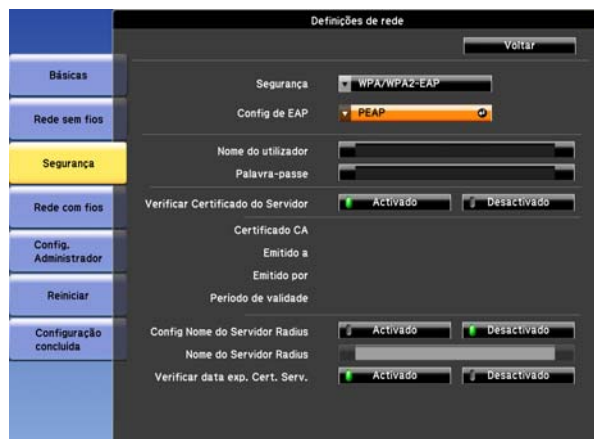 Definições de rede
Voltar
Básicas
Rede sem fios
Segurança
Rede com fios
Config.
Administrador
Reiniciar
Configuração
concluída
Segurança WPA/WPA2-EAP
Config de EAP PEAP
Nome do utilizador
Palavra-passe
Verificar Certificado do Servidor Activado Desactivado
Certificado CA
Emitido a
Emitido por
Período de validade
Config Nome do Servidor Radius Activado Desactivado
Nome do Servidor Radius
Verificar data exp. Cert. Serv. Activado Desactivado